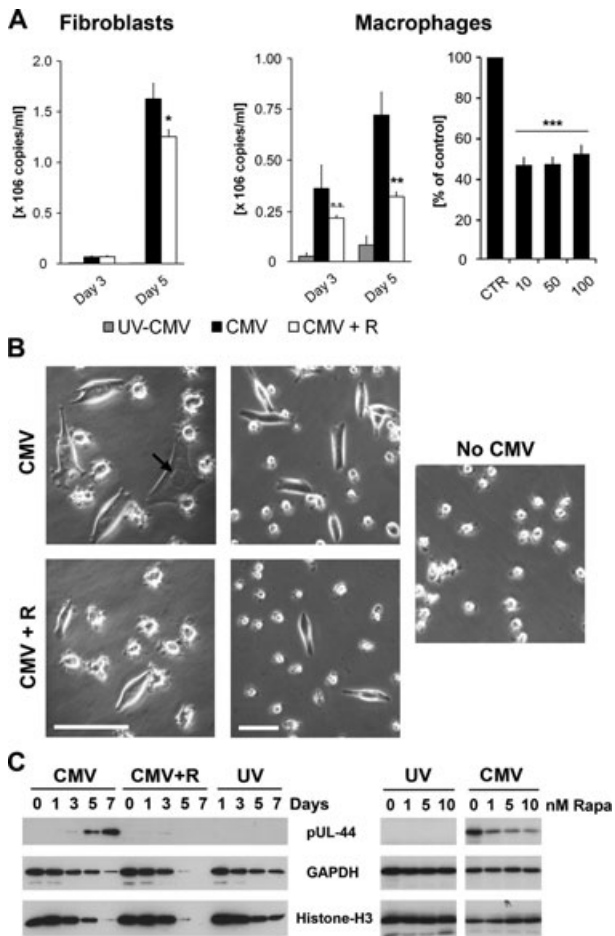 A
Fibroblasts
Macrophages
[x 106 copies/ml]
2.0
1.5
1.0
0.5
0
*
Day 3
Day 5
[x 106 copies/ml]
1.00
0.75
0.50
0.25
0
n.s.
**
Day 3
Day 5
[% of control]
100
80
60
40
20
0
***
CTR
10
50
100
UV-CMV CMV CMV + R
B
CMV
No CMV
CMV + R
C
CMV CMV+R UV
0 1 3 5 7 0 1 3 5 7 1 3 5 7 Days
UV CMV
0 1 5 10 0 1 5 10 nM Rapa
pUL-44
GAPDH
Histone-H3